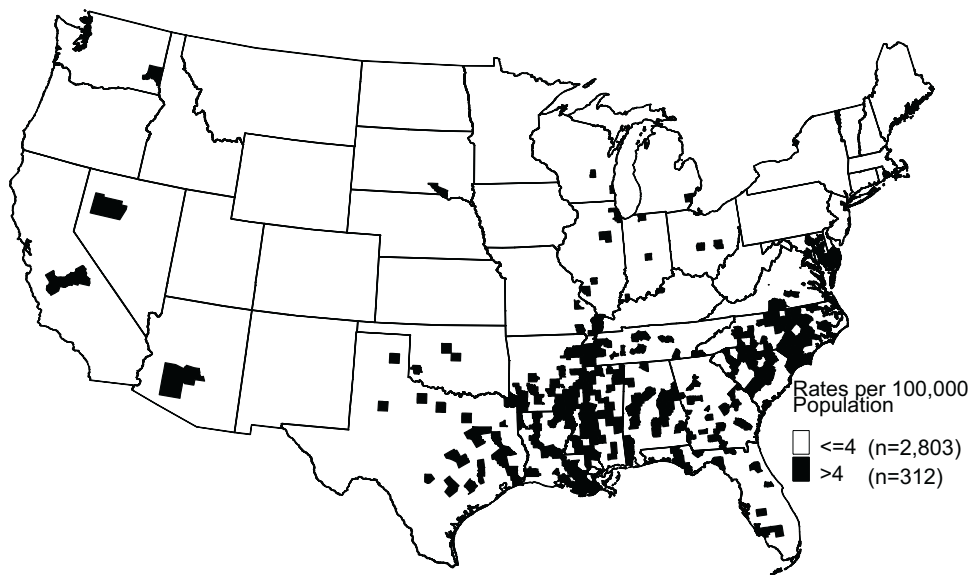 Rates per 100,000
Population
<=4 (n=2,803)
>4 (n=312)